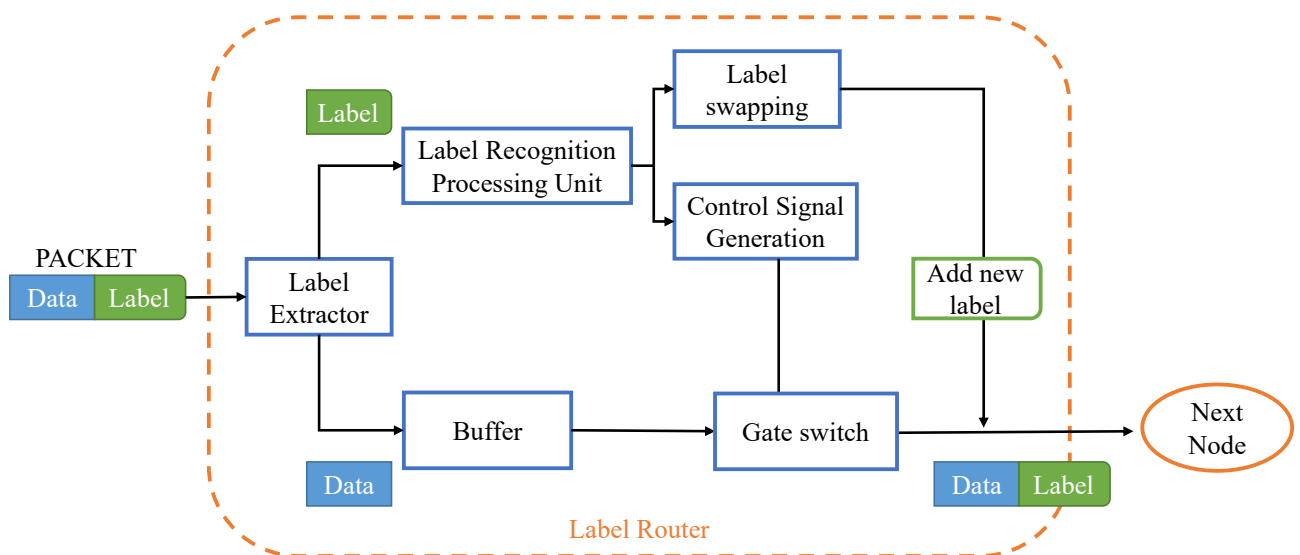 Label
swapping
Label
Label Recognition
Processing Unit
Control Signal
Generation
PACKET
Data
Label
Label
Extractor
Add new
label
Buffer
Gate switch
Next
Node
Data
Data
Label
Label Router